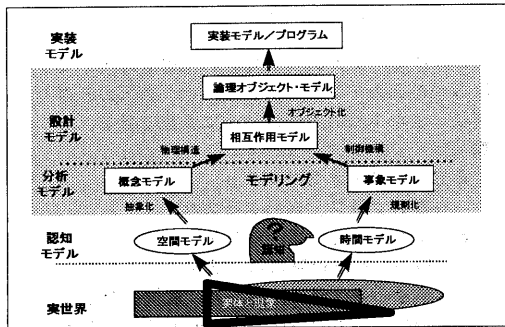 実装
モデル
実装モデル／プログラム
論理オブジェクト・モデル
オブジェクト化
設計
モデル
相互作用モデル
物理構造
制御機構
分析
モデル
概念モデル
モデリング
事象モデル
抽象化
規則化
認知
モデル
空間モデル
認知
時間モデル
実世界